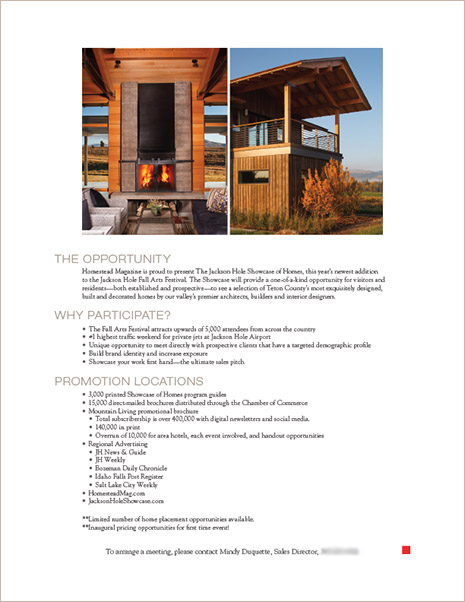 THE OPPORTUNITY
Homestead Magazine is proud to present The Jackson Hole Showcase of Homes, this year's newest addition
to the Jackson Hole Fall Arts Festival. The Showcase will provide a one-of-a-kind opportunity for visitors and
residents—both established and prospective—to see a selection of Teton County's most exquisitely designed,
built and decorated homes by our valley's premier architects, builders and interior designers.
WHY PARTICIPATE?
• The Fall Arts Festival attracts upwards of 5,000 attendees from across the country
• #1 highest traffic weekend for private jets at Jackson Hole Airport
• Unique opportunity to meet directly with prospective clients that have a targeted demographic profile
• Build brand identity and increase exposure
• Showcase your work first hand—the ultimate sales pitch
PROMOTION LOCATIONS
• 3,000 printed Showcase of Homes program guides
• 15,000 direct-mailed brochures distributed through the Chamber of Commerce
• Mountain Living promotional brochure
• Total subscribership is over 400,000 with digital newsletters and social media.
• 140,000 in print
• Overrun of 10,000 for area hotels, each event involved, and handout opportunities
• Regional Advertising
• JH News & Guide
• JH Weekly
• Bozeman Daily Chronicle
• Idaho Falls Post Register
• Salt Lake City Weekly
• HomesteadMag.com
• JacksonHoleShowcase.com
**Limited number of home placement opportunities available.
**Inaugural pricing opportunities for first time event!
To arrange a meeting, please contact Mindy Duquette, Sales Director,